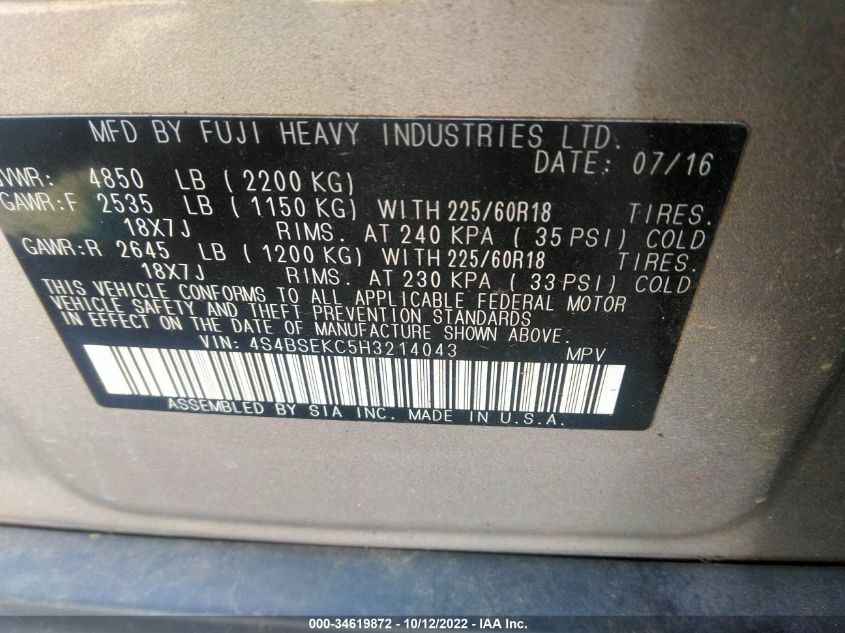 MFD BY FUJI HEAVY INDUSTRIES LTD.
DATE: 07/16
VWR: 4850 LB (2200 KG)
GAWR:F 2535 LB (1150 KG) WITH 225/60R18 TIRES.
18X7J RIMS. AT 240 KPA (35 PSI) COLD
GAWR:R 2645 LB (1200 KG) WITH 225/60R18 TIRES.
18X7J RIMS. AT 230 KPA (33 PSI) COLD
THIS VEHICLE CONFORMS TO ALL APPLICABLE FEDERAL MOTOR
VEHICLE SAFETY AND THEFT PREVENTION STANDARDS
IN EFFECT ON THE DATE OF MANUFACTURE SHOWN ABOVE.
VIN: 4S4BSEKC5H3214043 MPV
ASSEMBLED BY SIA INC. MADE IN U.S.A.
000-34619872 - 10/12/2022 - IAA Inc.